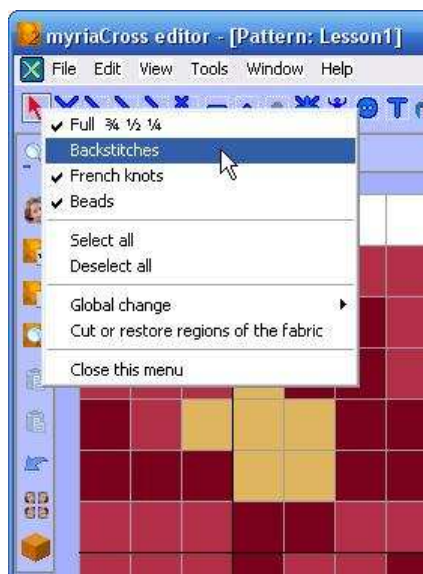 myriaCross editor - [Pattern: Lesson1]
File Edit View Tools Window Help
Full ¾ ½ ¼
Backstitches
French knots
Beads
Select all
Deselect all
Global change
Cut or restore regions of the fabric
Close this menu